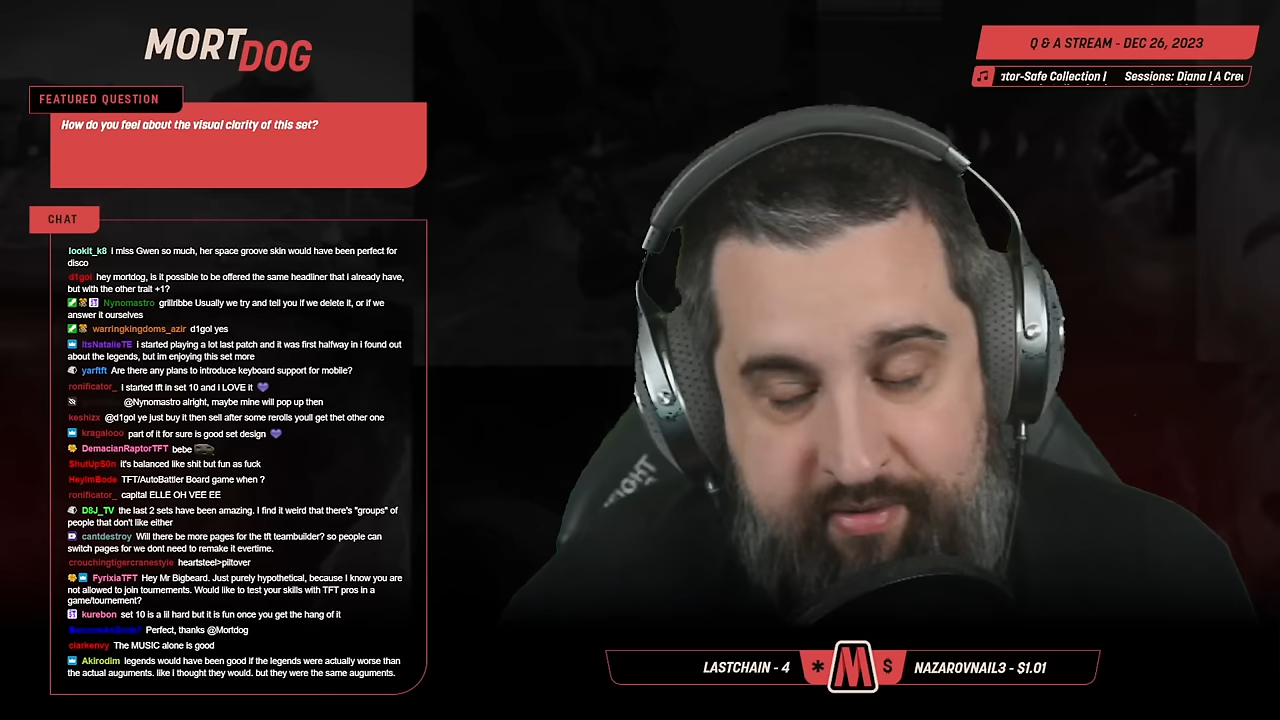 MORTDOG
Q & A STREAM - DEC 26, 2023
ator-Safe Collection | Sessions: Diana | A Crea
FEATURED QUESTION
How do you feel about the visual clarity of this set?
CHAT
lookit_k8 i miss Gwen so much, her space groove skin would have been perfect for
disco
d1gol hey mortdog, is it possible to be offered the same headliner that i already have,
but with the other trait +1?
Nynomastro grillribbe Usually we try and tell you if we delete it, or if we
answer it ourselves
warringkingdoms_azir d1gol yes
ItsNatalieTE i started playing a lot last patch and it was first halfway in i found out
about the legends, but im enjoying this set more
yarftft Are there any plans to introduce keyboard support for mobile?
ronificator_ I started tft in set 10 and I LOVE it
@Nynomastro alright, maybe mine will pop up then
keshizx @d1gol ye just buy it then sell after some rerolls youll get thet other one
kragalooo part of it for sure is good set design
DemacianRaptorTFT bebe
ShutUpS0n it's balanced like shit but fun as fuck
HeyImBode TFT/AutoBattler Board game when ?
ronificator_ capital ELLE OH VEE EE
D8J_TV the last 2 sets have been amazing. I find it weird that there's "groups" of
people that don't like either
cantdestroy Will there be more pages for the tft teambuilder? so people can
switch pages for we dont need to remake it evertime.
crouchingtigercranestyle heartsteel>piltover
FyrixiaTFT Hey Mr Bigbeard. Just purely hypothetical, because I know you are
not allowed to join tournements. Would like to test your skills with TFT pros in a
game/tournement?
kurebon set 10 is a lil hard but it is fun once you get the hang of it
Perfect, thanks @Mortdog
clarkenvy The MUSIC alone is good
Akirodim legends would have been good if the legends were actually worse than
the actual auguments. like I thought they would. but they were the same auguments.
LASTCHAIN - 4 * M $ NAZAROVNAIL3 - $1.01